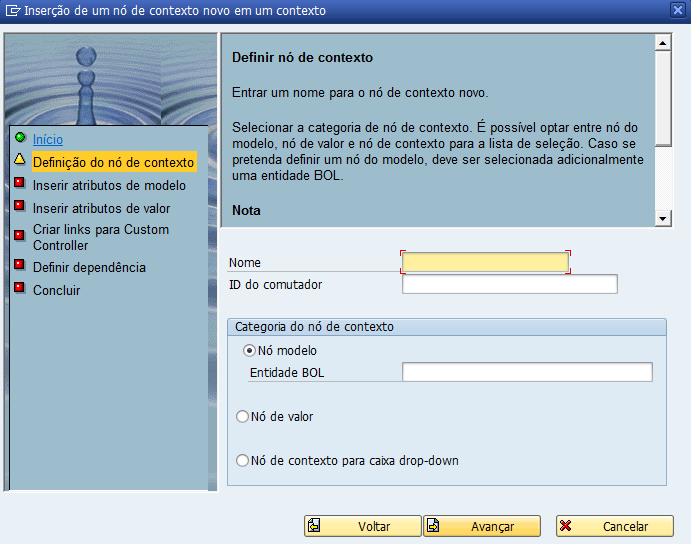 Inserção de um nó de contexto novo em um contexto
Início
Definição do nó de contexto
Inserir atributos de modelo
Inserir atributos de valor
Criar links para Custom
Controller
Definir dependência
Concluir
Definir nó de contexto
Entrar um nome para o nó de contexto novo.
Selecionar a categoria de nó de contexto. É possível optar entre nó do
modelo, nó de valor e nó de contexto para a lista de seleção. Caso se
pretenda definir um nó do modelo, deve ser selecionada adicionalmente
uma entidade BOL.
Nota
Nome
ID do comutador
Categoria do nó de contexto
Nó modelo
Entidade BOL
Nó de valor
Nó de contexto para caixa drop-down
Voltar
Avançar
Cancelar